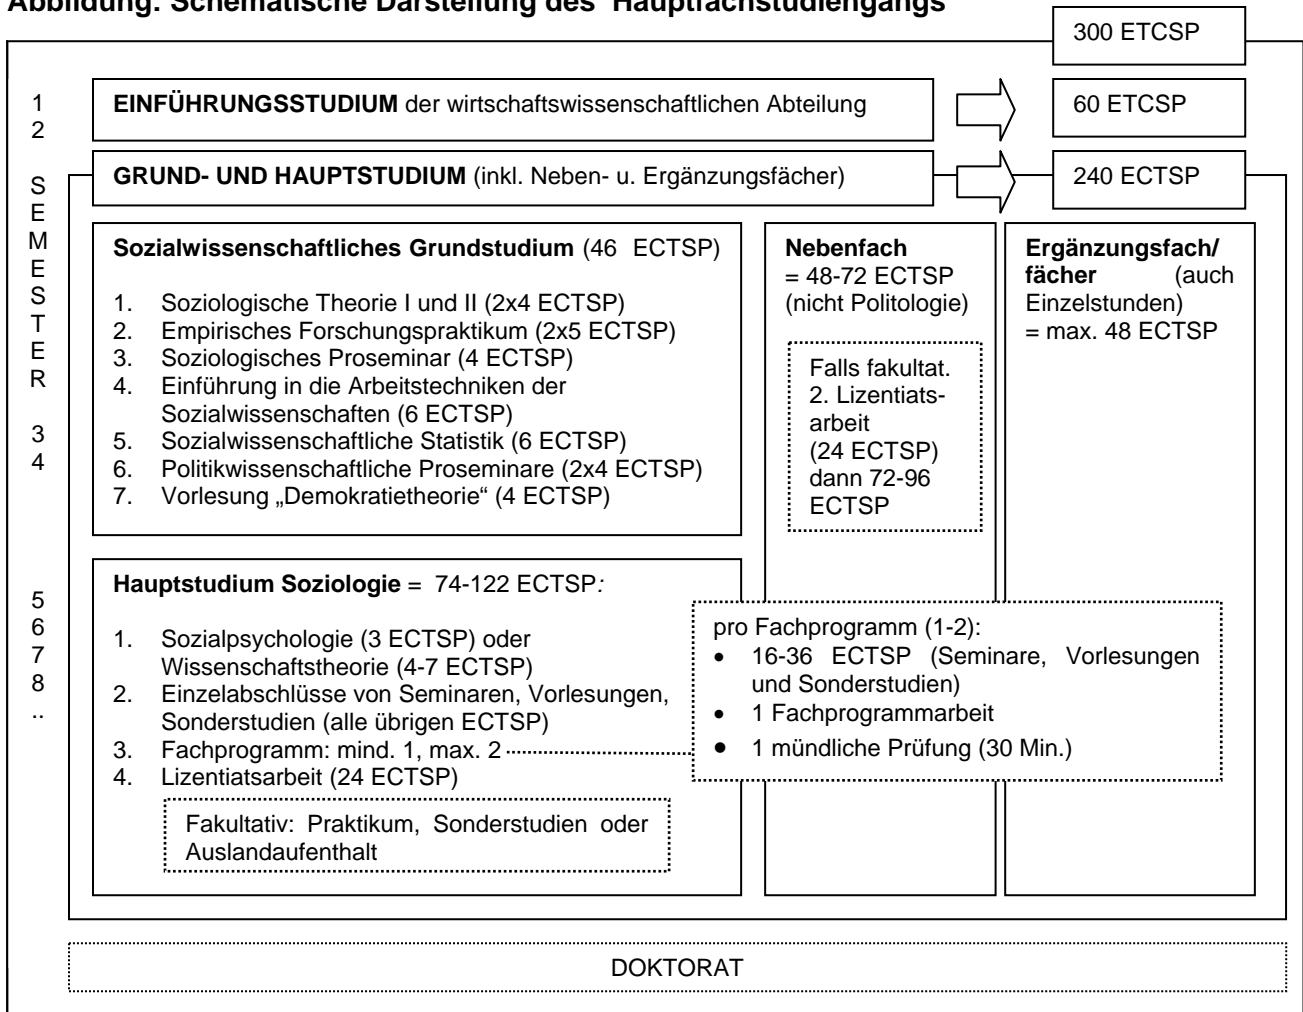 Abbildung: Schematische Darstellung des Hauptfachstudiengangs
300 ETCSP
1
2
EINFÜHRUNGSSTUDIUM der wirtschaftswissenschaftlichen Abteilung
60 ETCSP
GRUND- UND HAUPTSTUDIUM (inkl. Neben- u. Ergänzungsfächer)
240 ECTSP
S
E
M
E
S
T
E
R
3
4
Sozialwissenschaftliches Grundstudium (46 ECTSP)
1. Soziologische Theorie I und II (2x4 ECTSP)
2. Empirisches Forschungspraktikum (2x5 ECTSP)
3. Soziologisches Proseminar (4 ECTSP)
4. Einführung in die Arbeitstechniken der
Sozialwissenschaften (6 ECTSP)
5. Sozialwissenschaftliche Statistik (6 ECTSP)
6. Politikwissenschaftliche Proseminare (2x4 ECTSP)
7. Vorlesung „Demokratietheorie“ (4 ECTSP)
Nebenfach
= 48-72 ECTSP
(nicht Politologie)
Falls fakultat.
2. Lizentiats-
arbeit
(24 ECTSP)
dann 72-96
ECTSP
Ergänzungsfach/
fächer (auch
Einzelstunden)
= max. 48 ECTSP
5
6
7
8
..
Hauptstudium Soziologie = 74-122 ECTSP:
1. Sozialpsychologie (3 ECTSP) oder
Wissenschaftstheorie (4-7 ECTSP)
2. Einzelabschlüsse von Seminaren, Vorlesungen,
Sonderstudien (alle übrigen ECTSP)
3. Fachprogramm: mind. 1, max. 2
4. Lizentiatsarbeit (24 ECTSP)
Fakultativ: Praktikum, Sonderstudien oder
Auslandaufenthalt
pro Fachprogramm (1-2):
• 16-36 ECTSP (Seminare, Vorlesungen
und Sonderstudien)
• 1 Fachprogrammarbeit
• 1 mündliche Prüfung (30 Min.)
DOKTORAT